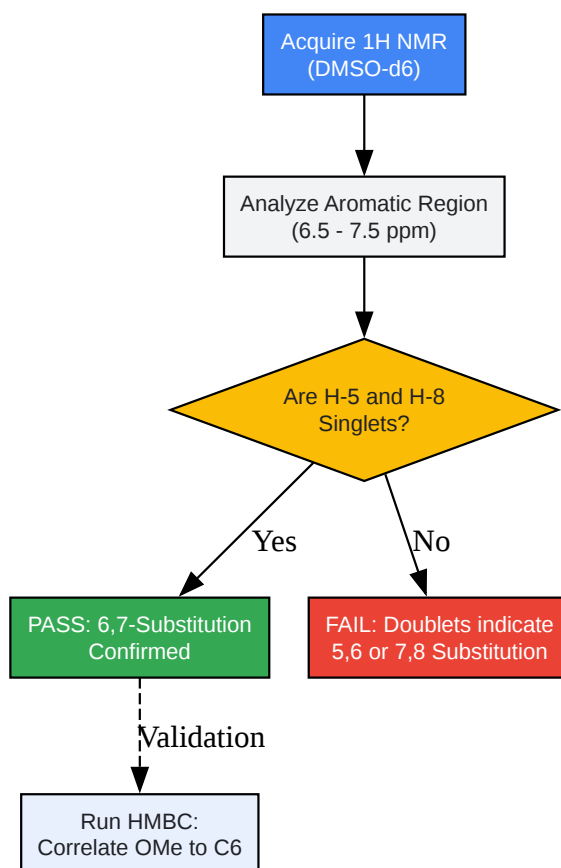 Acquire 1H NMR
(DMSO-d6)
Analyze Aromatic Region
(6.5 - 7.5 ppm)
Are H-5 and H-8
Singlets?
Yes
No
PASS: 6,7-Substitution
Confirmed
FAIL: Doublets indicate
5,6 or 7,8 Substitution
Validation
Run HMBC:
Correlate OMe to C6